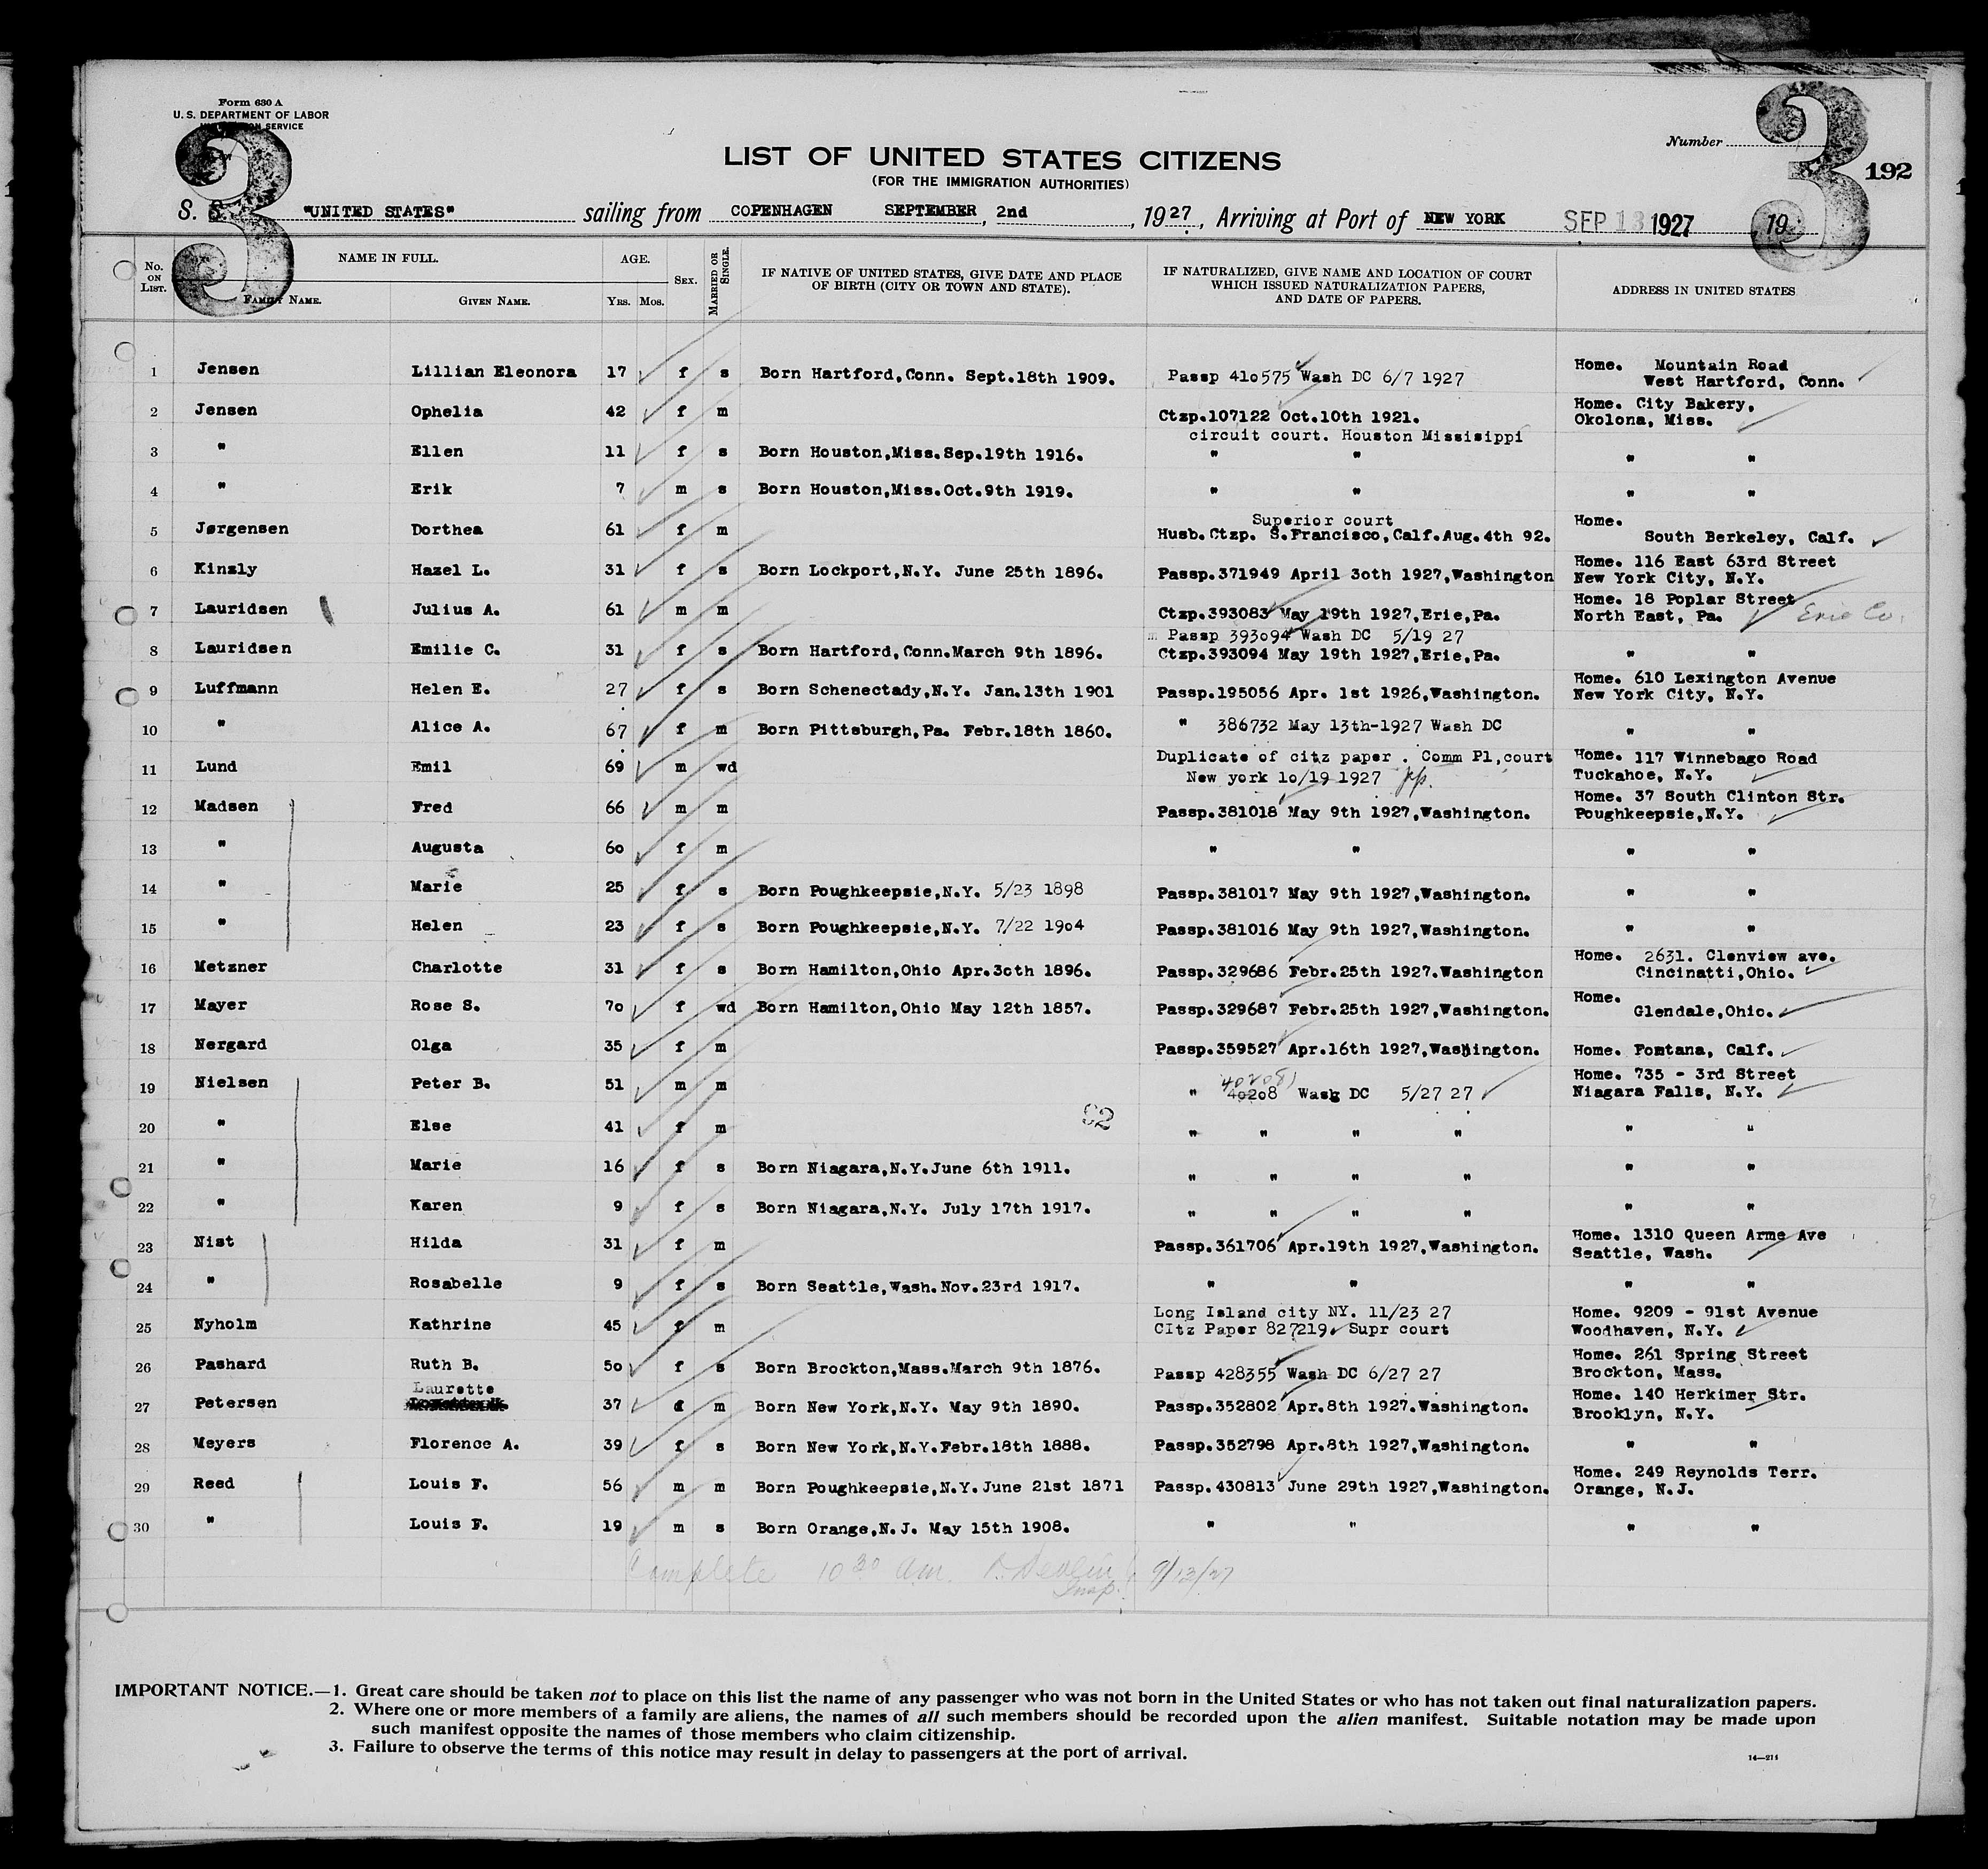 Form 630 A
U. S. DEPARTMENT OF LABOR
SERVICE
3
3
Number
192
LIST OF UNITED STATES CITIZENS
(FOR THE IMMIGRATION AUTHORITIES)
S. S. "UNITED STATES" sailing from COPENHAGEN SEPTEMBER, 2nd, 1927, Arriving at Port of NEW YORK SEP 13 1927 19
No. ON LIST.
NAME IN FULL.
FAMILY NAME.
GIVEN NAME.
AGE.
YRS. MOS.
SEX.
MARRIED OR SINGLE.
IF NATIVE OF UNITED STATES, GIVE DATE AND PLACE
OF BIRTH (CITY OR TOWN AND STATE).
IF NATURALIZED, GIVE NAME AND LOCATION OF COURT
WHICH ISSUED NATURALIZATION PAPERS,
AND DATE OF PAPERS.
ADDRESS IN UNITED STATES
1 Jensen Lillian Eleonora 17 f s Born Hartford,Conn. Sept.18th 1909. Passp 410575 Wash DC 6/7 1927 Home. Mountain Road
West Hartford, Conn.
2 Jensen Ophelia 42 f m Ctzp.107122 Oct.10th 1921. Home. City Bakery,
circuit court. Houston Missisippi Okolona, Miss.
3 " Ellen 11 f s Born Houston,Miss.Sep.19th 1916. " " " "
4 " Erik 7 m s Born Houston,Miss.Oct.9th 1919. " " " "
5 Jørgensen Dorthea 61 f m Superior court Home.
Husb.Ctzp. S.Francisco,Calf.Aug.4th 92. South Berkeley, Calf.
6 Kinzly Hazel L. 31 f s Born Lockport,N.Y. June 25th 1896. Passp.371949 April 30th 1927,Washington Home. 116 East 63rd Street
New York City, N.Y.
7 Lauridsen Julius A. 61 m m Ctzp.393083 May 19th 1927,Erie,Pa. Home. 18 Poplar Street
North East, Pa. Erie Co.
Passp 393094 Wash DC 5/19 27
8 Lauridsen Emilie C. 31 f s Born Hartford,Conn.March 9th 1896. Ctzp.393094 May 19th 1927,Erie,Pa. " "
9 Luffmann Helen E. 27 f s Born Schenectady,N.Y. Jan.13th 1901 Passp.195056 Apr. 1st 1926,Washington. Home. 610 Lexington Avenue
New York City, N.Y.
10 " Alice A. 67 f m Born Pittsburgh,Pa. Febr.18th 1860. " 386732 May 13th-1927 Wash DC " "
11 Lund Emil 69 m wd Duplicate of citz paper . Comm Pl,court Home. 117 Winnebago Road
New york 10/19 1927 pp. Tuckahoe, N.Y.
12 Madsen Fred 66 m m Passp.381018 May 9th 1927,Washington. Home. 37 South Clinton Str.
Poughkeepsie,N.Y.
13 " Augusta 60 f m " " " "
14 " Marie 25 f s Born Poughkeepsie,N.Y. 5/23 1898 Passp.381017 May 9th 1927,Washington. " "
15 " Helen 23 f s Born Poughkeepsie,N.Y. 7/22 1904 Passp.381016 May 9th 1927,Washington. " "
16 Metzner Charlotte 31 f s Born Hamilton,Ohio Apr.30th 1896. Passp.329686 Febr.25th 1927.Washington Home. 2631. Clenview ave.
Cincinatti,Ohio.
17 Mayer Rose S. 70 f wd Born Hamilton,Ohio May 12th 1857. Passp.329687 Febr.25th 1927,Washington. Home.
Glendale,Ohio.
18 Nergard Olga 35 f m Passp.359527 Apr.16th 1927,Washington. Home. Fontana, Calf.
19 Nielsen Peter B. 51 m m " 40208 Wash DC 5/27 27 Home. 735 - 3rd Street
Niagara Falls, N.Y.
20 " Else 41 f m " " " " " "
21 " Marie 16 f s Born Niagara,N.Y.June 6th 1911. " " " " " "
22 " Karen 9 f s Born Niagara,N.Y. July 17th 1917. " " " " " "
23 Nist Hilda 31 f m Passp.361706 Apr.19th 1927,Washington. Home. 1310 Queen Arme Ave
Seattle, Wash.
24 " Rosabelle 9 f s Born Seattle,Wash.Nov.23rd 1917. " " " "
25 Nyholm Kathrine 45 f m Long Island city NY. 11/23 27 Home. 9209 - 91st Avenue
CItz Paper 827219. Supr court Woodhaven, N.Y.
26 Pashard Ruth B. 50 f s Born Brockton,Mass.March 9th 1876. Passp 428355 Wash DC 6/27 27 Home. 261 Spring Street
Brockton, Mass.
Laurette
27 Petersen 37 f m Born New York,N.Y. May 9th 1890. Passp.352802 Apr.8th 1927.Washington. Home. 140 Herkimer Str.
Brooklyn, N.Y.
28 Meyers Florence A. 39 f s Born New York,N.Y.Febr.18th 1888. Passp.352798 Apr.8th 1927,Washington. " "
29 Reed Louis F. 56 m m Born Poughkeepsie,N.Y.June 21st 1871 Passp.430813 June 29th 1927,Washington. Home. 249 Reynolds Terr.
Orange, N.J.
30 " Louis F. 19 m s Born Orange,N.J. May 15th 1908. " " " "
Complete 10 30 am. Devlin 9/13/27
Insp.
IMPORTANT NOTICE.—1. Great care should be taken not to place on this list the name of any passenger who was not born in the United States or who has not taken out final naturalization papers.
2. Where one or more members of a family are aliens, the names of all such members should be recorded upon the alien manifest. Suitable notation may be made upon
such manifest opposite the names of those members who claim citizenship.
3. Failure to observe the terms of this notice may result in delay to passengers at the port of arrival.
14—214